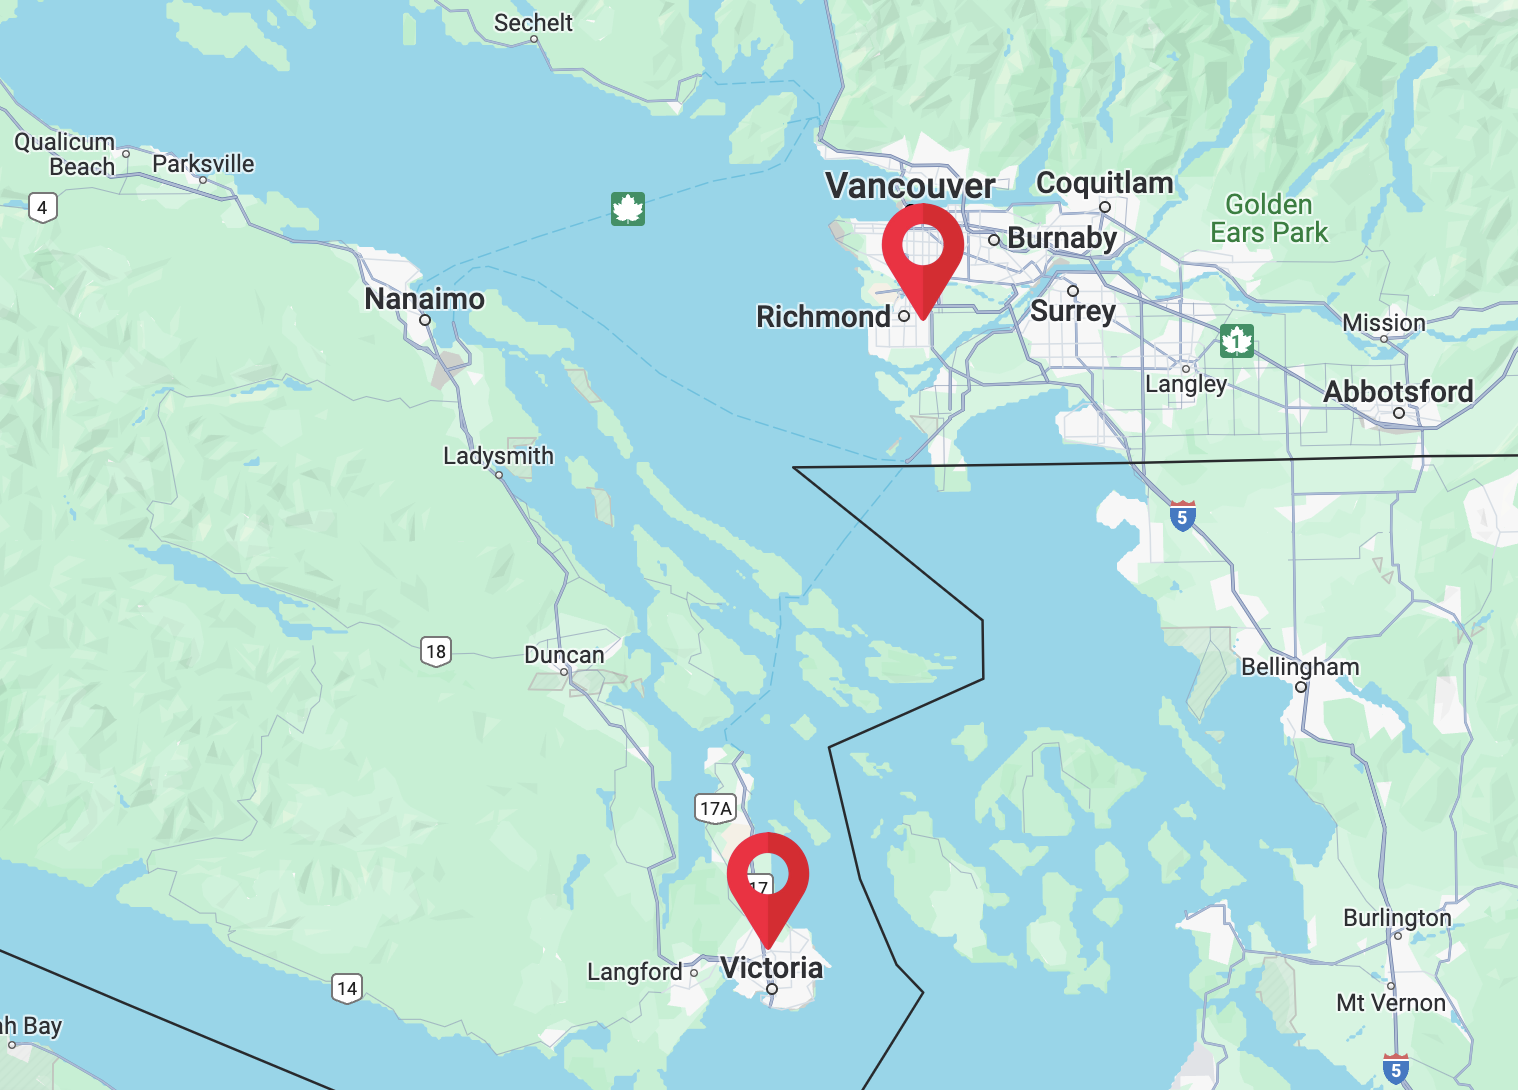 Sechelt
Qualicum
Beach
Parksville
4
Vancouver
Coquitlam
Golden
Ears Park
Burnaby
Nanaimo
Richmond
Surrey
1
Mission
Langley
Abbotsford
Ladysmith
5
18
Duncan
Bellingham
17A
17
Burlington
Langford
Victoria
14
Mt Vernon
ah Bay
5